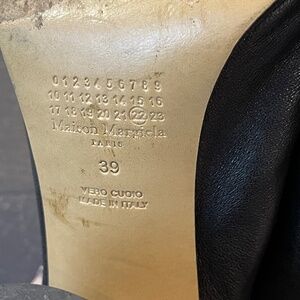 0 1 2 3 4 5 6 7 8 9
10 11 12 13 14 15 16
17 18 19 20 21 22 23
Maison Margiela
PARIS
39
VERO CUOIO
MADE IN ITALY